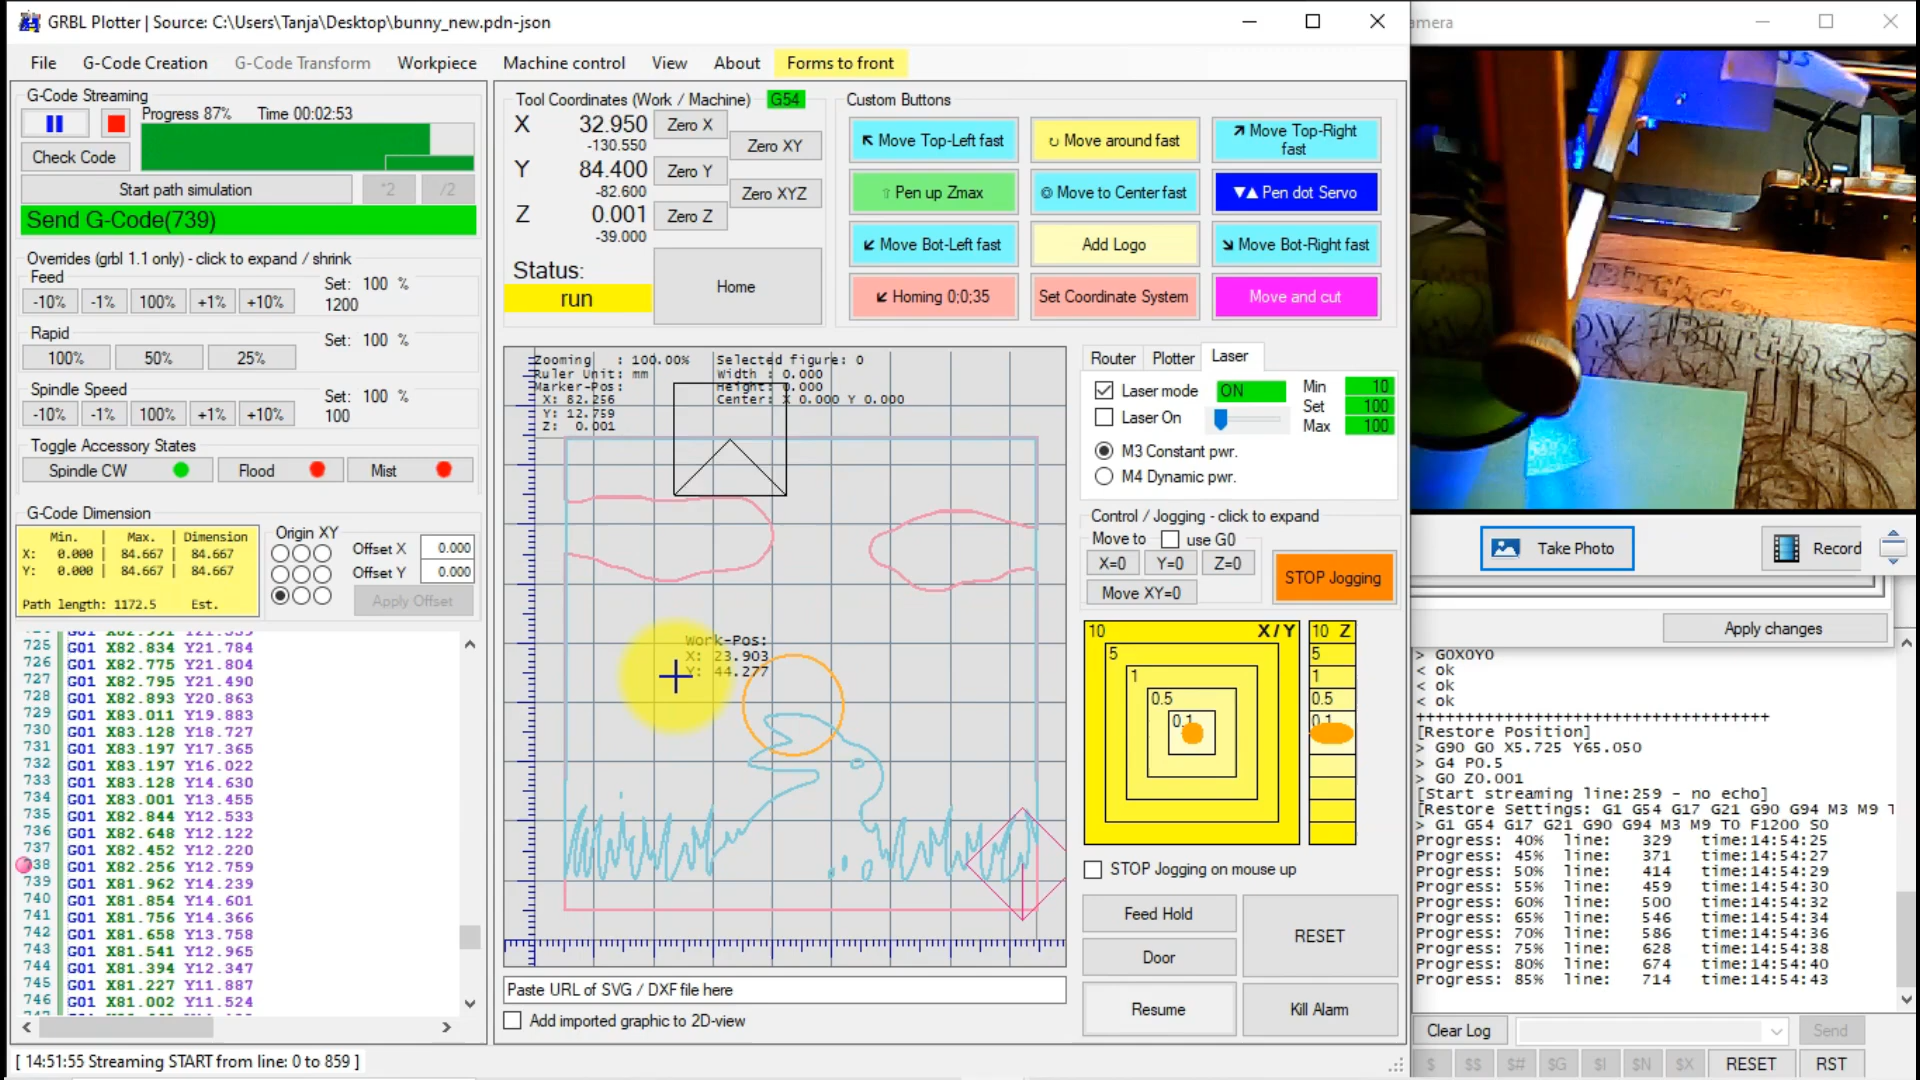 GRBL Plotter | Source: C:\Users\Tanja\Desktop\bunny_new.pdn-json
amera
File G-Code Creation G-Code Transform Workpiece Machine control View About Forms to front
G-Code Streaming
Progress 87% Time 00:02:53
Check Code
Start path simulation *2 /2
Send G-Code(739)
Overrides (grbl 1.1 only) - click to expand / shrink
Feed Set: 100 %
-10% -1% 100% +1% +10% 1200
Rapid Set: 100 %
100% 50% 25%
Spindle Speed Set: 100 %
-10% -1% 100% +1% +10% 100
Toggle Accessory States
Spindle CW Flood Mist
G-Code Dimension
Min. | Max. | Dimension
X: 0.000 | 84.667 | 84.667
Y: 0.000 | 84.667 | 84.667
Path length: 1172.5 Est.
Origin XY
Offset X 0.000
Offset Y 0.000
Apply Offset
725 G01 X82.834 Y21.784
726 G01 X82.775 Y21.804
727 G01 X82.795 Y21.490
728 G01 X82.893 Y20.863
729 G01 X83.011 Y19.883
730 G01 X83.128 Y18.727
731 G01 X83.197 Y17.365
732 G01 X83.197 Y16.022
733 G01 X83.128 Y14.630
734 G01 X83.001 Y13.455
735 G01 X82.844 Y12.533
736 G01 X82.648 Y12.122
737 G01 X82.452 Y12.220
738 G01 X82.256 Y12.759
739 G01 X81.962 Y14.239
740 G01 X81.854 Y14.601
741 G01 X81.756 Y14.366
742 G01 X81.658 Y13.758
743 G01 X81.541 Y12.965
744 G01 X81.394 Y12.347
745 G01 X81.227 Y11.887
746 G01 X81.002 Y11.524
[ 14:51:55 Streaming START from line: 0 to 859 ]
Tool Coordinates (Work / Machine) G54
X 32.950 Zero X
-130.550
Zero XY
Y 84.400 Zero Y
-82.600
Zero XYZ
Z 0.001 Zero Z
-39.000
Status:
run
Home
Custom Buttons
Move Top-Left fast Move around fast Move Top-Right fast
Pen up Zmax Move to Center fast Pen dot Servo
Move Bot-Left fast Add Logo Move Bot-Right fast
Homing 0;0;35 Set Coordinate System Move and cut
Zooming : 100.00%
Ruler Unit: mm
Marker-Pos:
X: 82.256
Y: 12.759
Z: 0.001
Selected figure: 0
Width : 0.000
Height: 0.000
Center: X 0.000 Y 0.000
Work-Pos:
X: 23.903
Y: 44.277
Paste URL of SVG / DXF file here
Add imported graphic to 2D-view
Router Plotter Laser
Laser mode ON Min 10
Laser On Set 100
Max 100
M3 Constant pwr.
M4 Dynamic pwr.
Control / Jogging - click to expand
Move to use G0
X=0 Y=0 Z=0
Move XY=0
STOP Jogging
10 X/Y 10 Z
5 5
1 1
0.5 0.5
0.1 0.1
STOP Jogging on mouse up
Feed Hold
Door
RESET
Resume
Kill Alarm
Take Photo
Record
Apply changes
> G0X0Y0
< ok
< ok
< ok
+++++++++++++++++++++++++++++++++++
[Restore Position]
> G90 G0 X5.725 Y65.050
> G4 P0.5
> G0 Z0.001
[Start streaming line:259 - no echo]
[Restore Settings: G1 G54 G17 G21 G90 G94 M3 M9 T
> G1 G54 G17 G21 G90 G94 M3 M9 T0 F1200 S0
Progress: 40% line: 329 time:14:54:25
Progress: 45% line: 371 time:14:54:27
Progress: 50% line: 414 time:14:54:29
Progress: 55% line: 459 time:14:54:30
Progress: 60% line: 500 time:14:54:32
Progress: 65% line: 546 time:14:54:34
Progress: 70% line: 586 time:14:54:36
Progress: 75% line: 628 time:14:54:38
Progress: 80% line: 674 time:14:54:40
Progress: 85% line: 714 time:14:54:43
Clear Log Send
$ $$ $# $G $I $N $X RESET RST